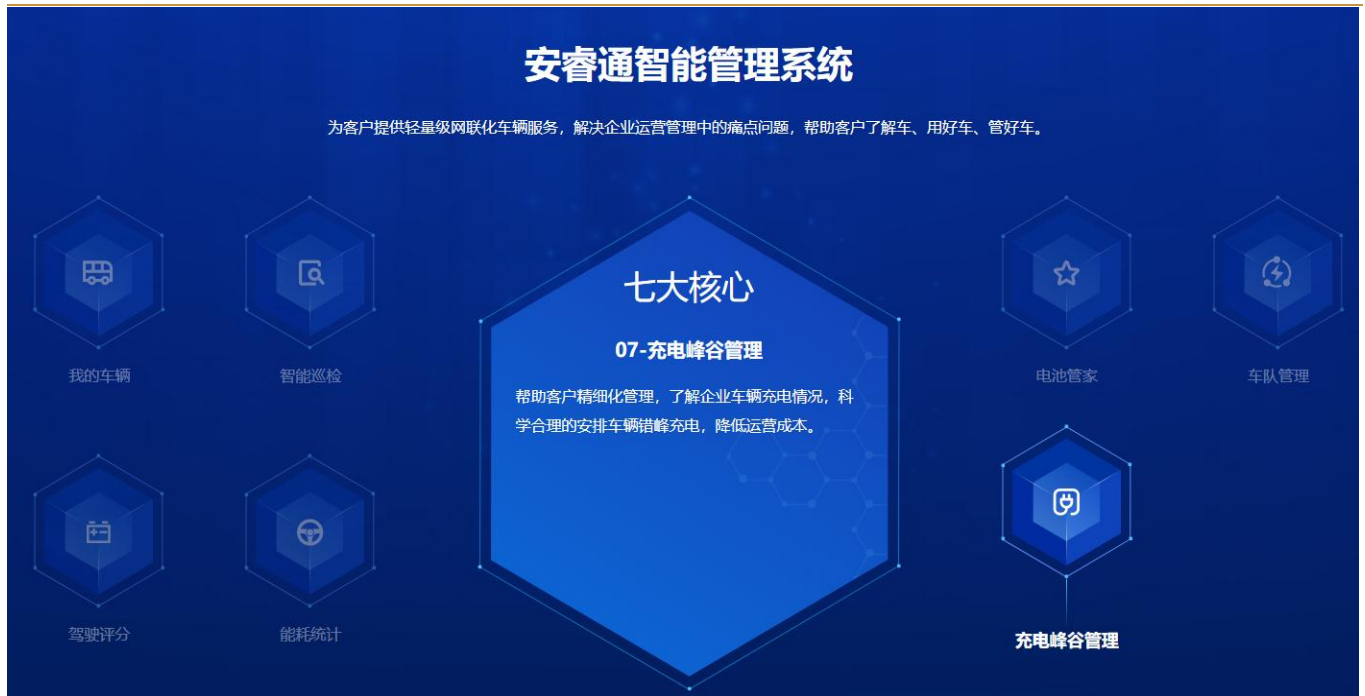 安睿通智能管理系统
为客户提供轻量级网联化车辆服务，解决企业运营管理中的痛点问题，帮助客户了解车、用好车、管好车。
我的车辆
智能巡检
七大核心
07-充电峰谷管理
帮助客户精细化管理，了解企业车辆充电情况，科
学合理的安排车辆错峰充电，降低运营成本。
电池管家
车队管理
驾驶评分
能耗统计
充电峰谷管理